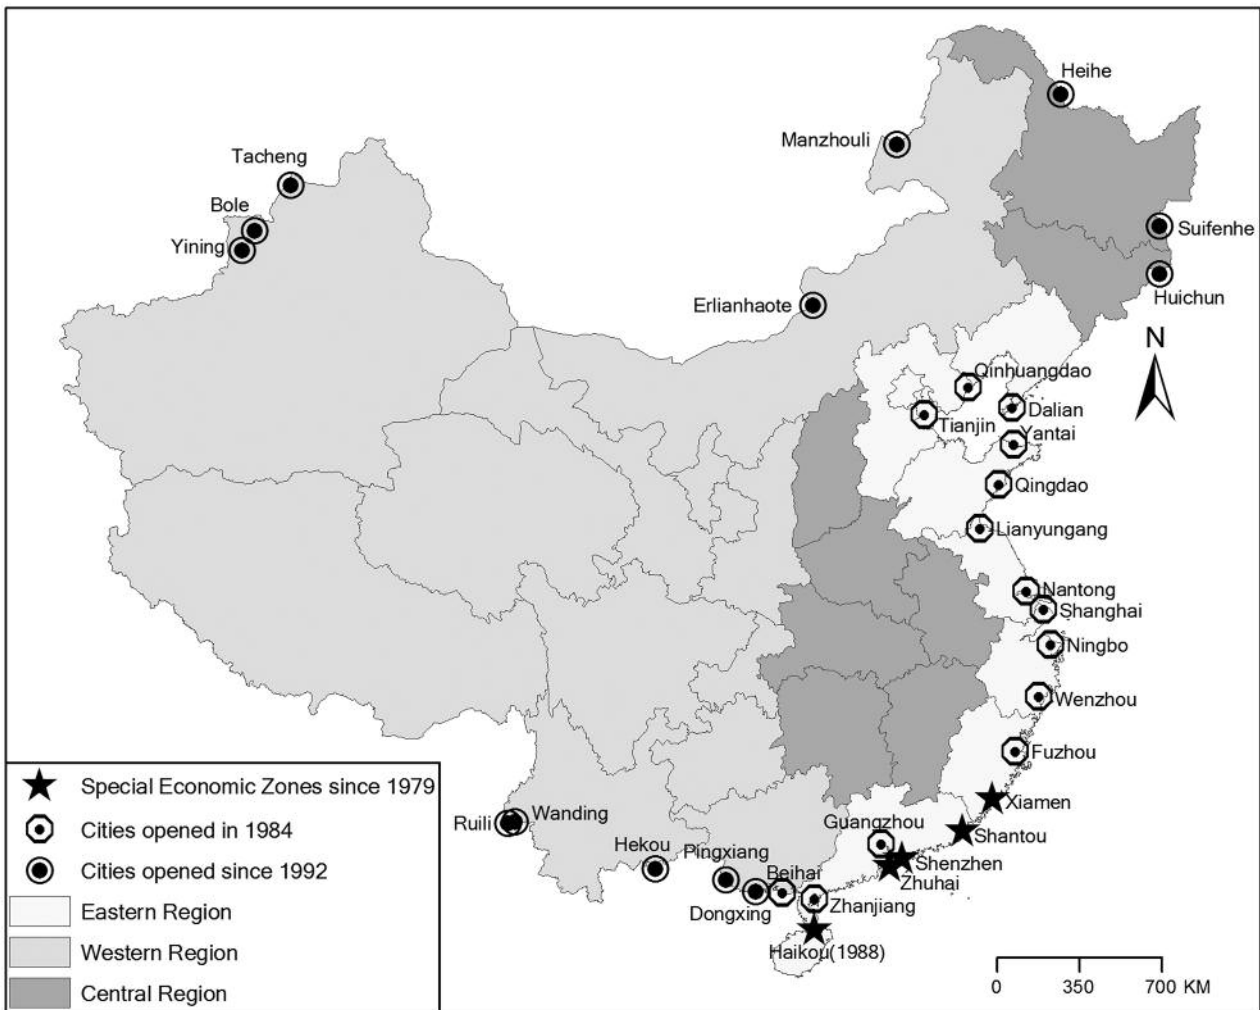 Heihe
Manzhouli
Tacheng
Bole
Yining
Suifenhe
Huichun
Erlianhaote
N
Qinhuangdao
Dalian
Tianjin
Yantai
Qingdao
Lianyungang
Nantong
Shanghai
Ningbo
Wenzhou
Fuzhou
Xiamen
Shantou
Guangzhou
Shenzhen
Zhuhai
Ruili
Wanding
Hekou
Pingxiang
Beihai
Dongxing
Zhanjiang
Haikou(1988)
Special Economic Zones since 1979
Cities opened in 1984
Cities opened since 1992
Eastern Region
Western Region
Central Region
0 350 700 KM